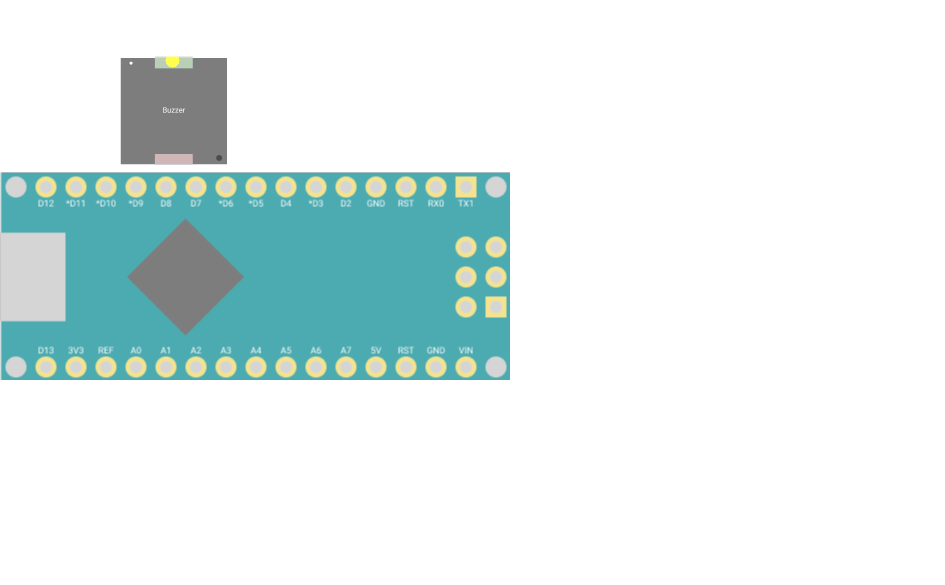 Buzzer
D12 *D11 *D10 *D9 D8 D7 *D6 *D5 D4 *D3 D2 GND RST RX0 TX1
D13 3V3 REF A0 A1 A2 A3 A4 A5 A6 A7 5V RST GND VIN